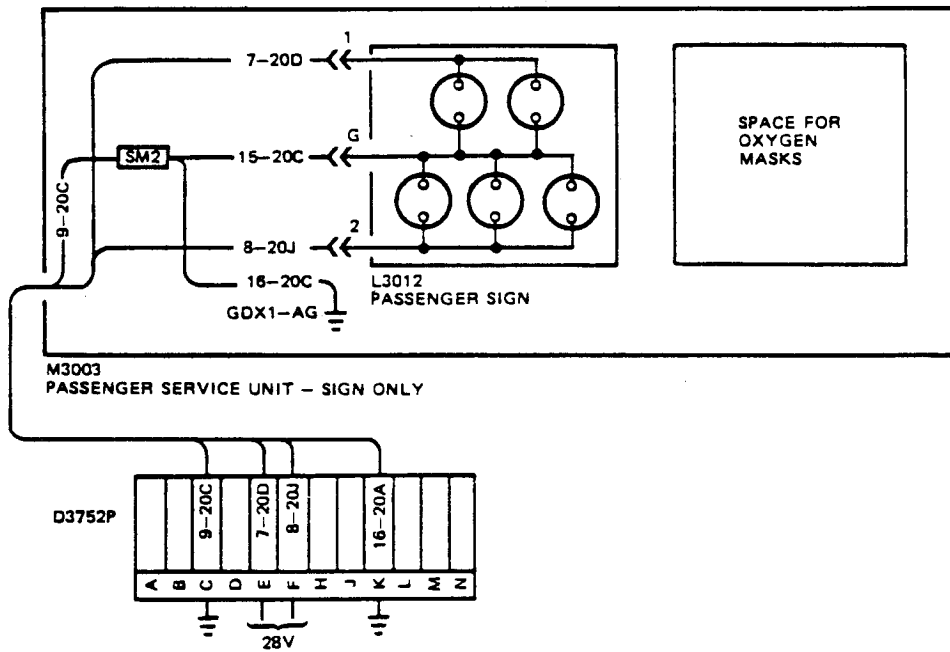 1
7-20D
G
SM2
15-20C
9-20C
2
8-20J
16-20C
GDX1-AG
L3012
PASSENGER SIGN
SPACE FOR
OXYGEN
MASKS
M3003
PASSENGER SERVICE UNIT – SIGN ONLY
D3752P
9-20C
7-20D
8-20J
16-20A
A B C D E F H J K L M N
28V